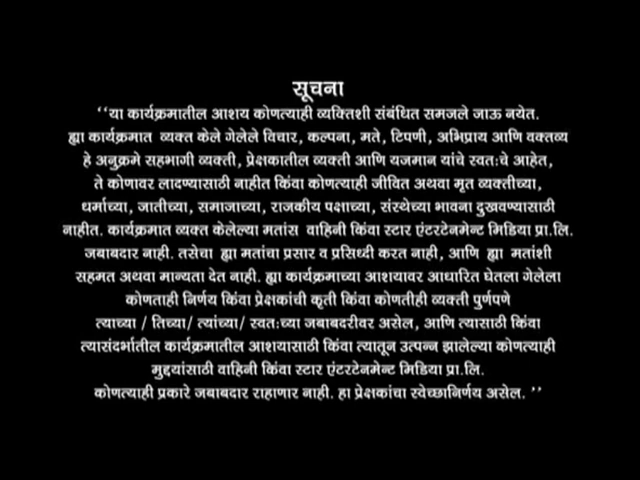 सूचना
‘‘या कार्यक्रमातील आशय कोणत्याही व्यक्तिशी संबंधित समजले जाऊ नयेत.
ह्या कार्यक्रमात व्यक्त केले गेलेले विचार, कल्पना, मते, टिपणी, अभिप्राय आणि वक्तव्य
हे अनुक्रमे सहभागी व्यक्ती, प्रेक्षकातील व्यक्ती आणि यजमान यांचे स्वतःचे आहेत,
ते कोणावर लादण्यासाठी नाहीत किंवा कोणत्याही जीवित अथवा मृत व्यक्तीच्या,
धर्माच्या, जातीच्या, समाजाच्या, राजकीय पक्षाच्या, संस्थेच्या भावना दुखवण्यासाठी
नाहीत. कार्यक्रमात व्यक्त केलेल्या मतांस वाहिनी किंवा स्टार एंटरटेनमेन्ट मिडिया प्रा.लि.
जबाबदार नाही. तसेचा ह्या मतांचा प्रसार व प्रसिध्दी करत नाही, आणि ह्या मतांशी
सहमत अथवा मान्यता देत नाही. ह्या कार्यक्रमाच्या आशयावर आधारित घेतला गेलेला
कोणताही निर्णय किंवा प्रेक्षकांची कृती किंवा कोणतीही व्यक्ती पुर्णपणे
त्याच्या / तिच्या/ त्यांच्या/ स्वतःच्या जबाबदरीवर असेल, आणि त्यासाठी किंवा
त्यासंदर्भातील कार्यक्रमातील आशयासाठी किंवा त्यातून उत्पन्न झालेल्या कोणत्याही
मुद्दयांसाठी वाहिनी किंवा स्टार एंटरटेनमेन्ट मिडिया प्रा.लि.
कोणत्याही प्रकारे जबाबदार राहाणार नाही. हा प्रेक्षकांचा स्वेच्छानिर्णय असेल. ’’